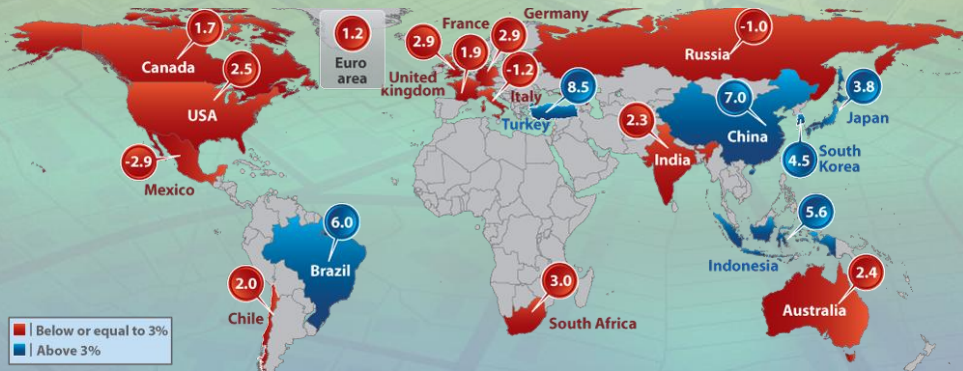 1.7
Canada
2.5
USA
-2.9
Mexico
1.2
Euro
area
France
1.9
Germany
2.9
2.9
United
Kingdom
-1.2
Italy
8.5
Turkey
-1.0
Russia
7.0
China
3.8
Japan
4.5
South
Korea
2.3
India
5.6
Indonesia
6.0
Brazil
2.0
Chile
3.0
South Africa
2.4
Australia
Below or equal to 3%
Above 3%